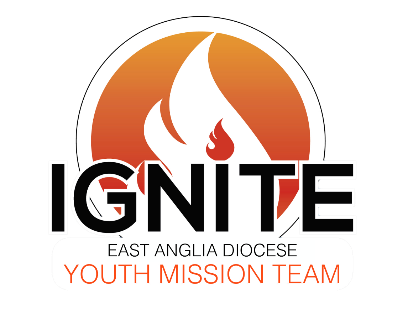 IGNITE
EAST ANGLIA DIOCESE
YOUTH MISSION TEAM